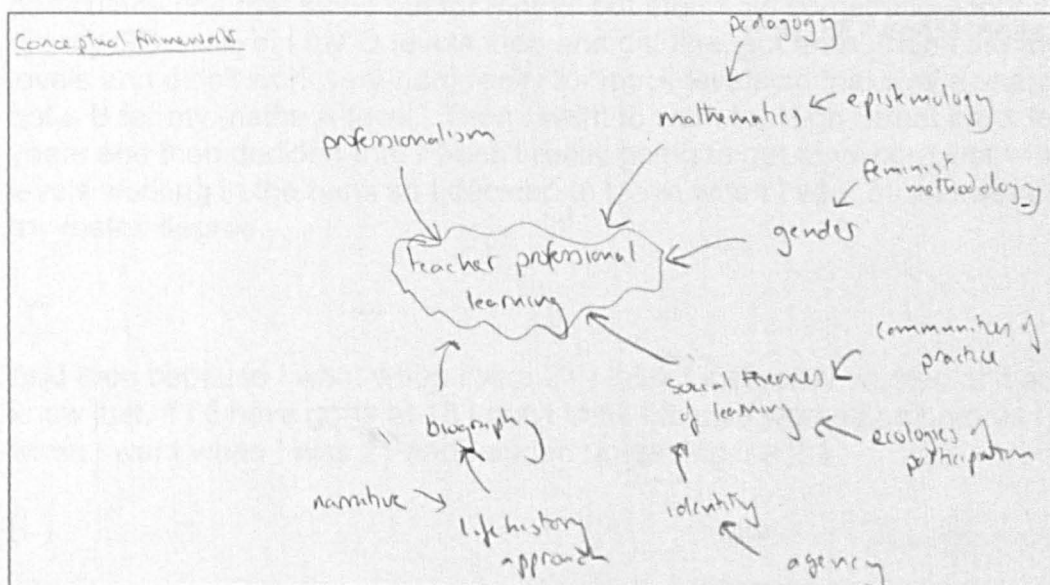 Conceptual frameworks
pedagogy
professionalism
mathematics
epistemology
feminist
methodology
gender
teacher professional
learning
communities of
practice
social theories
of learning
biography
ecologies of
participation
narrative
identity
life history
approach
agency